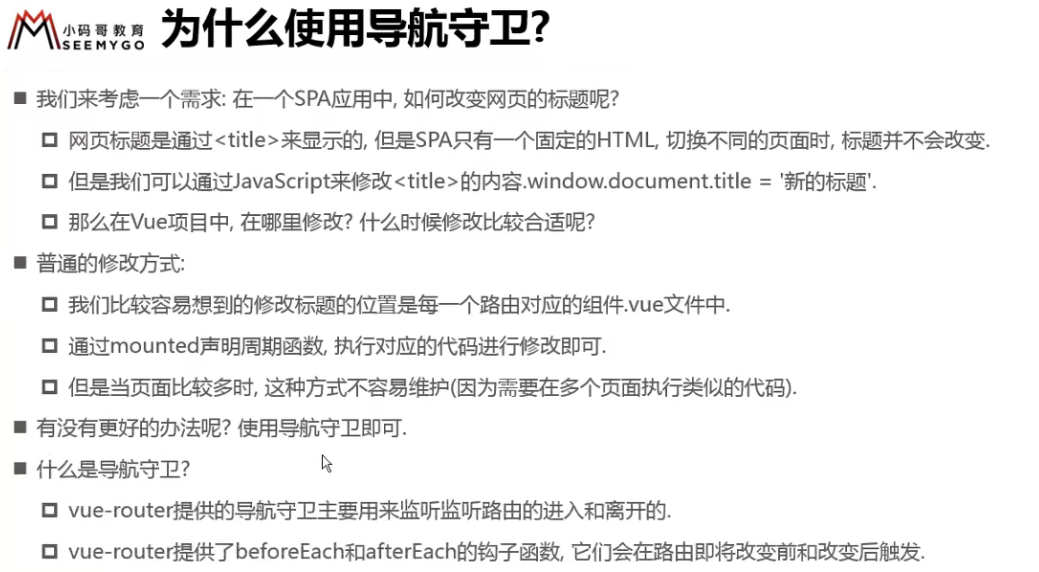 小码哥教育
SEEMYGO
为什么使用导航守卫?
我们来考虑一个需求: 在一个SPA应用中, 如何改变网页的标题呢?
网页标题是通过<title>来显示的, 但是SPA只有一个固定的HTML, 切换不同的页面时, 标题并不会改变.
但是我们可以通过JavaScript来修改<title>的内容.window.document.title = '新的标题'.
那么在Vue项目中, 在哪里修改? 什么时候修改比较合适呢?
普通的修改方式:
我们比较容易想到的修改标题的位置是每一个路由对应的组件.vue文件中.
通过mounted声明周期函数, 执行对应的代码进行修改即可.
但是当页面比较多时, 这种方式不容易维护(因为需要在多个页面执行类似的代码).
有没有更好的办法呢? 使用导航守卫即可.
什么是导航守卫?
vue-router提供的导航守卫主要用来监听监听路由的进入和离开的.
vue-router提供了beforeEach和afterEach的钩子函数, 它们会在路由即将改变前和改变后触发.